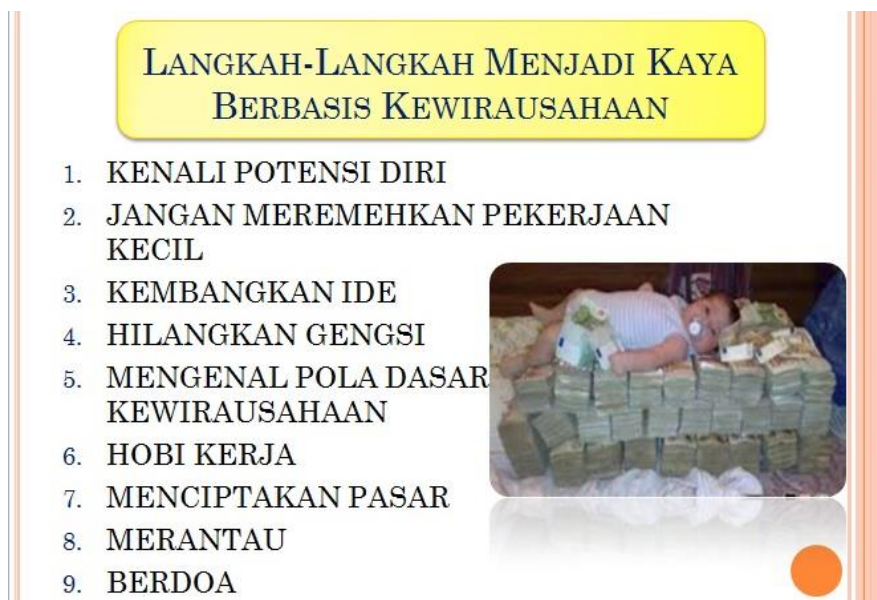 LANGKAH-LANGKAH MENJADI KAYA
BERBASIS KEWIRAUSAHAAN
1. KENALI POTENSI DIRI
2. JANGAN MEREMEHKAN PEKERJAAN
KECIL
3. KEMBANGKAN IDE
4. HILANGKAN GENGSI
5. MENGENAL POLA DASAR
KEWIRAUSAHAAN
6. HOBI KERJA
7. MENCIPTAKAN PASAR
8. MERANTAU
9. BERDOA